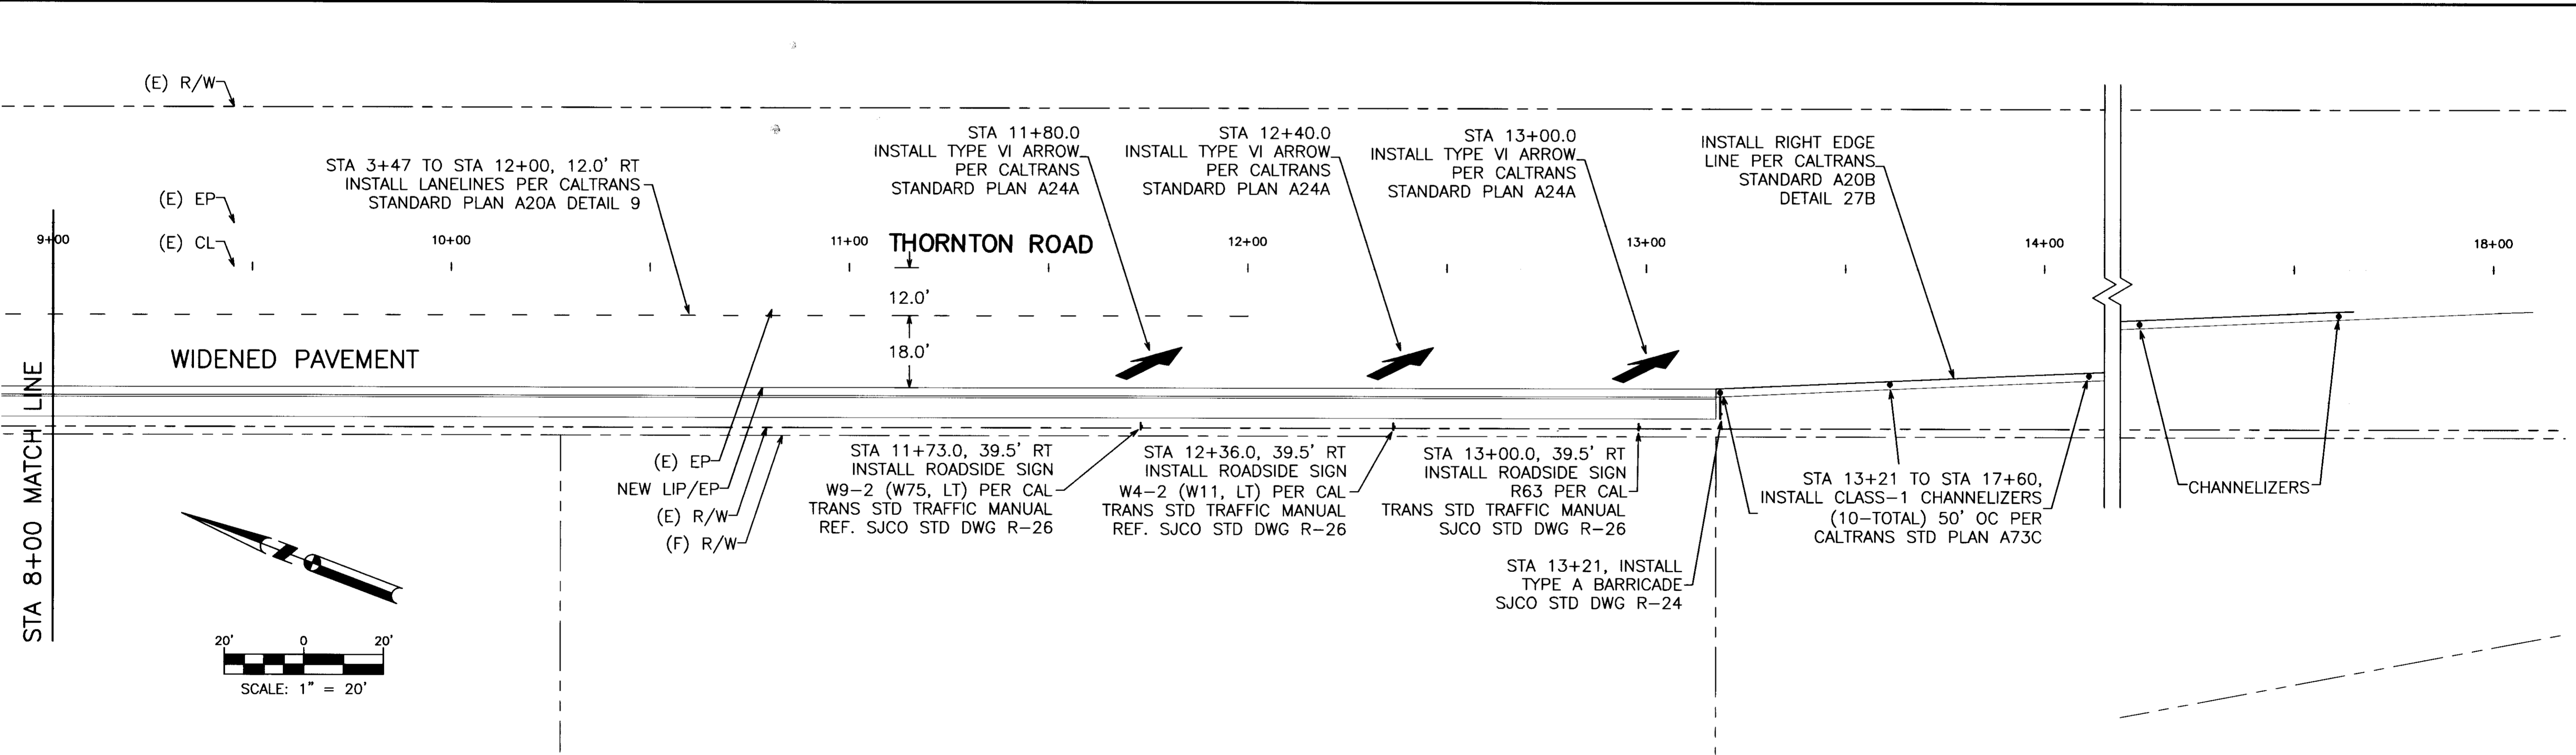 (E) R/W
STA 3+47 TO STA 12+00, 12.0' RT
INSTALL LANELINES PER CALTRANS
STANDARD PLAN A20A DETAIL 9
STA 11+80.0
INSTALL TYPE VI ARROW
PER CALTRANS
STANDARD PLAN A24A
STA 12+40.0
INSTALL TYPE VI ARROW
PER CALTRANS
STANDARD PLAN A24A
STA 13+00.0
INSTALL TYPE VI ARROW
PER CALTRANS
STANDARD PLAN A24A
INSTALL RIGHT EDGE
LINE PER CALTRANS
STANDARD A20B
DETAIL 27B
(E) EP
(E) CL
9+00
10+00
11+00
THORNTON ROAD
12+00
13+00
14+00
18+00
12.0'
18.0'
WIDENED PAVEMENT
STA 8+00 MATCH LINE
(E) EP
NEW LIP/EP
(E) R/W
(F) R/W
STA 11+73.0, 39.5' RT
INSTALL ROADSIDE SIGN
W9-2 (W75, LT) PER CAL
TRANS STD TRAFFIC MANUAL
REF. SJCO STD DWG R-26
STA 12+36.0, 39.5' RT
INSTALL ROADSIDE SIGN
W4-2 (W11, LT) PER CAL
TRANS STD TRAFFIC MANUAL
REF. SJCO STD DWG R-26
STA 13+00.0, 39.5' RT
INSTALL ROADSIDE SIGN
R63 PER CAL
TRANS STD TRAFFIC MANUAL
SJCO STD DWG R-26
STA 13+21, INSTALL
TYPE A BARRICADE
SJCO STD DWG R-24
STA 13+21 TO STA 17+60,
INSTALL CLASS-1 CHANNELIZERS
(10-TOTAL) 50' OC PER
CALTRANS STD PLAN A73C
CHANNELIZERS
20' 0 20'
SCALE: 1" = 20'